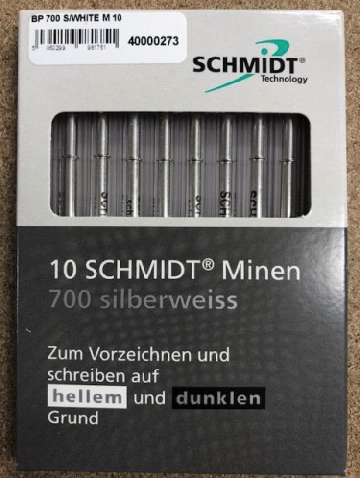 BP 700 S/WHITE M 10
40000273
SCHMIDT®
Technology
10 SCHMIDT® Minen
700 silberweiss
Zum Vorzeichnen und
schreiben auf
hellem und dunklen
Grund